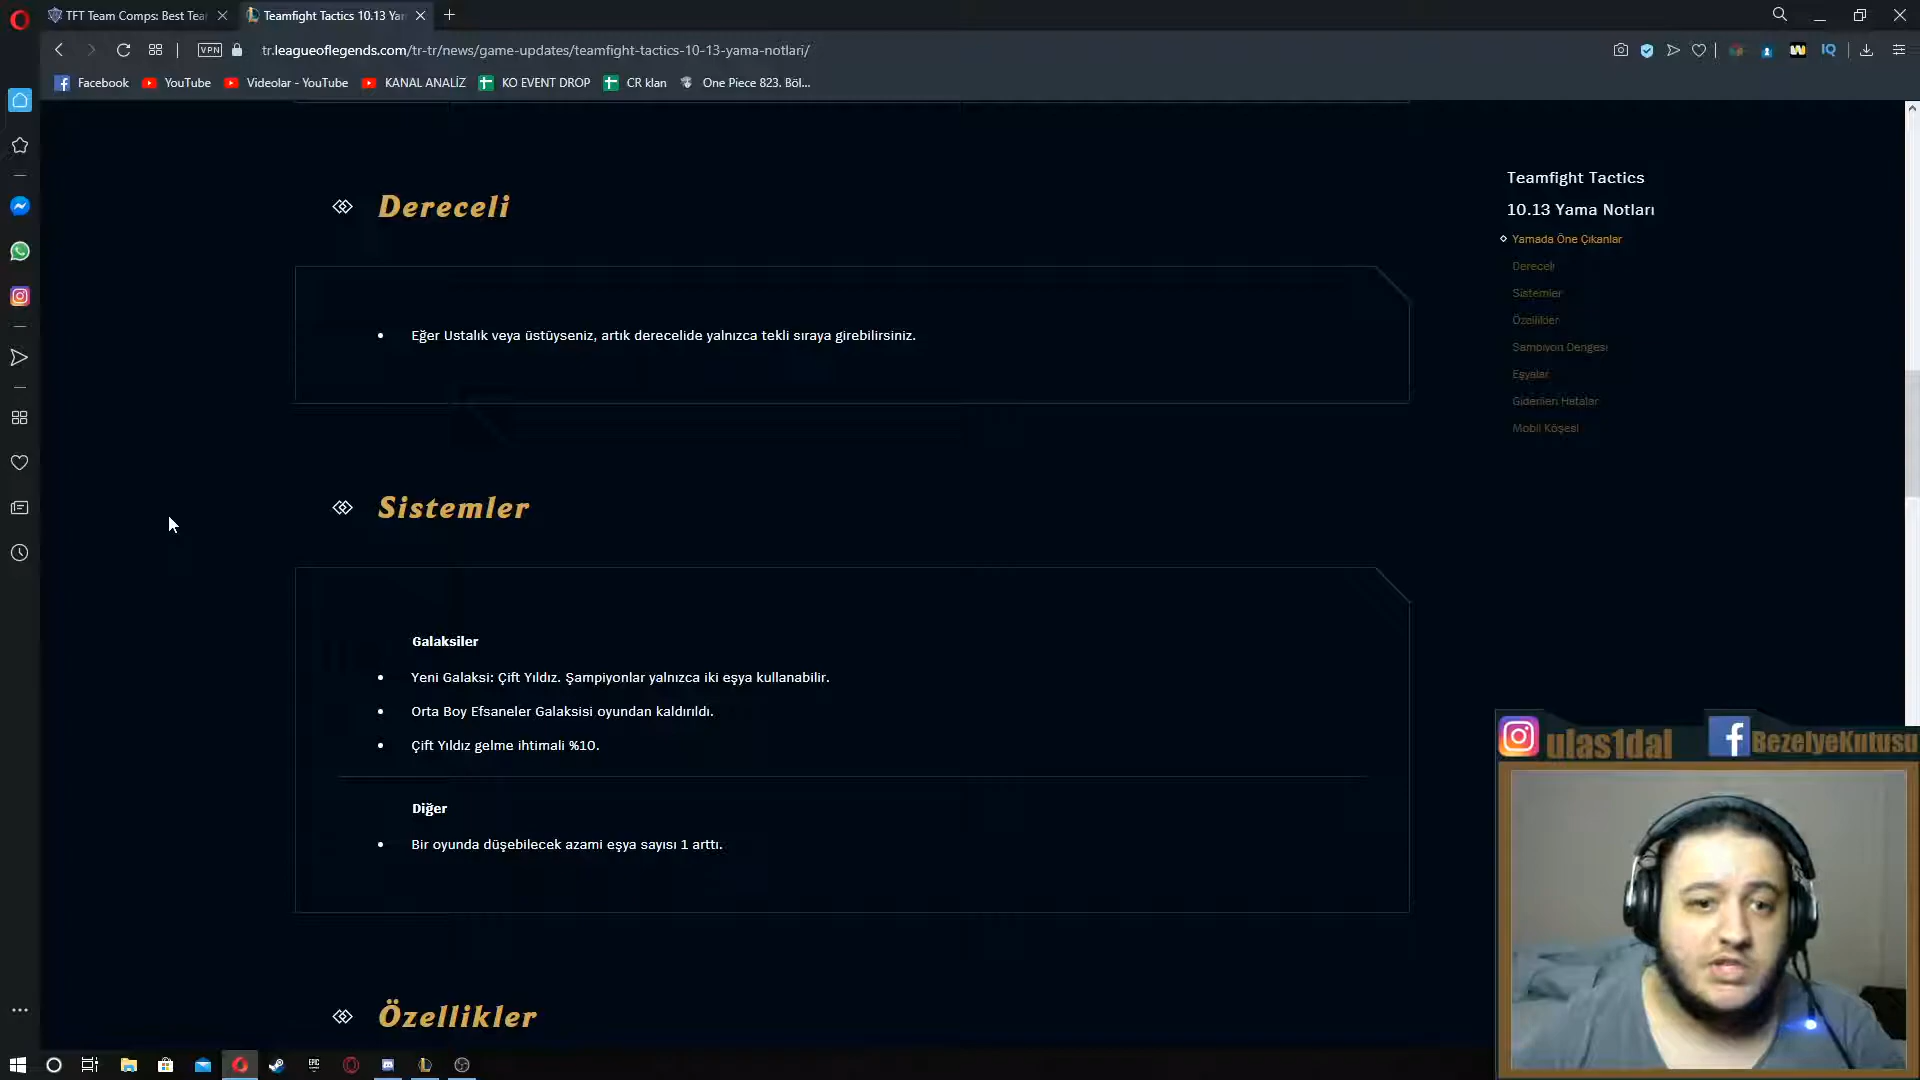 TFT Team Comps: Best Tea
Teamfight Tactics 10.13 Ya
VPN
tr.leagueoflegends.com/tr-tr/news/game-updates/teamfight-tactics-10-13-yama-notlari/
IQ
Facebook
YouTube
Videolar - YouTube
KANAL ANALİZ
KO EVENT DROP
CR klan
One Piece 823. Böl...
Dereceli
Eğer Ustalık veya üstüyseniz, artık derecelide yalnızca tekli sıraya girebilirsiniz.
Sistemler
Galaksiler
Yeni Galaksi: Çift Yıldız. Şampiyonlar yalnızca iki eşya kullanabilir.
Orta Boy Efsaneler Galaksisi oyundan kaldırıldı.
Çift Yıldız gelme ihtimali %10.
Diğer
Bir oyunda düşebilecek azami eşya sayısı 1 arttı.
Özellikler
Teamfight Tactics
10.13 Yama Notları
Yamada Öne Çıkanlar
Dereceli
Sistemler
Özellikler
Şampiyon Dengesi
Eşyalar
Giderilen Hatalar
Mobil Köşesi
ulas1dal
BezelyeKutusu
EPIC